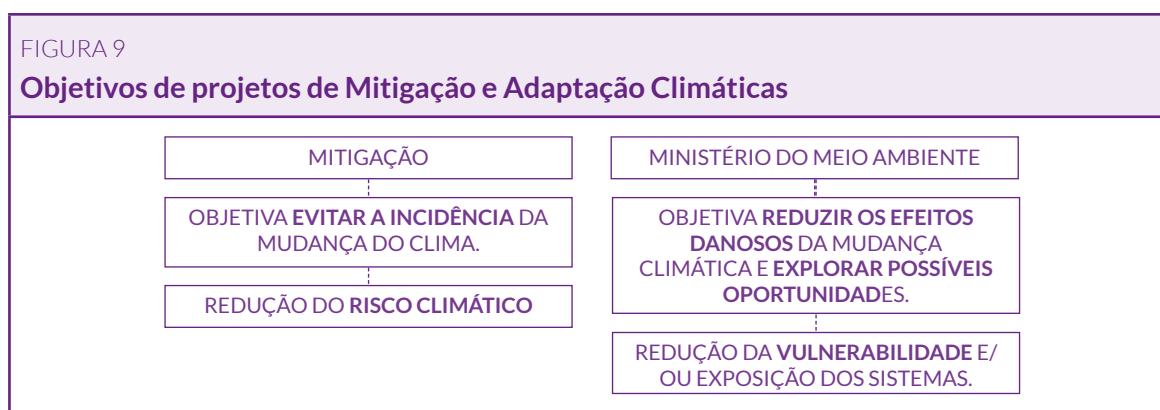 FIGURA 9
Objetivos de projetos de Mitigação e Adaptação Climáticas
MITIGAÇÃO
OBJETIVA EVITAR A INCIDÊNCIA DA
MUDANÇA DO CLIMA.
REDUÇÃO DO RISCO CLIMÁTICO
MINISTÉRIO DO MEIO AMBIENTE
OBJETIVA REDUZIR OS EFEITOS
DANOSOS DA MUDANÇA
CLIMÁTICA E EXPLORAR POSSÍVEIS
OPORTUNIDADES.
REDUÇÃO DA VULNERABILIDADE E/
OU EXPOSIÇÃO DOS SISTEMAS.